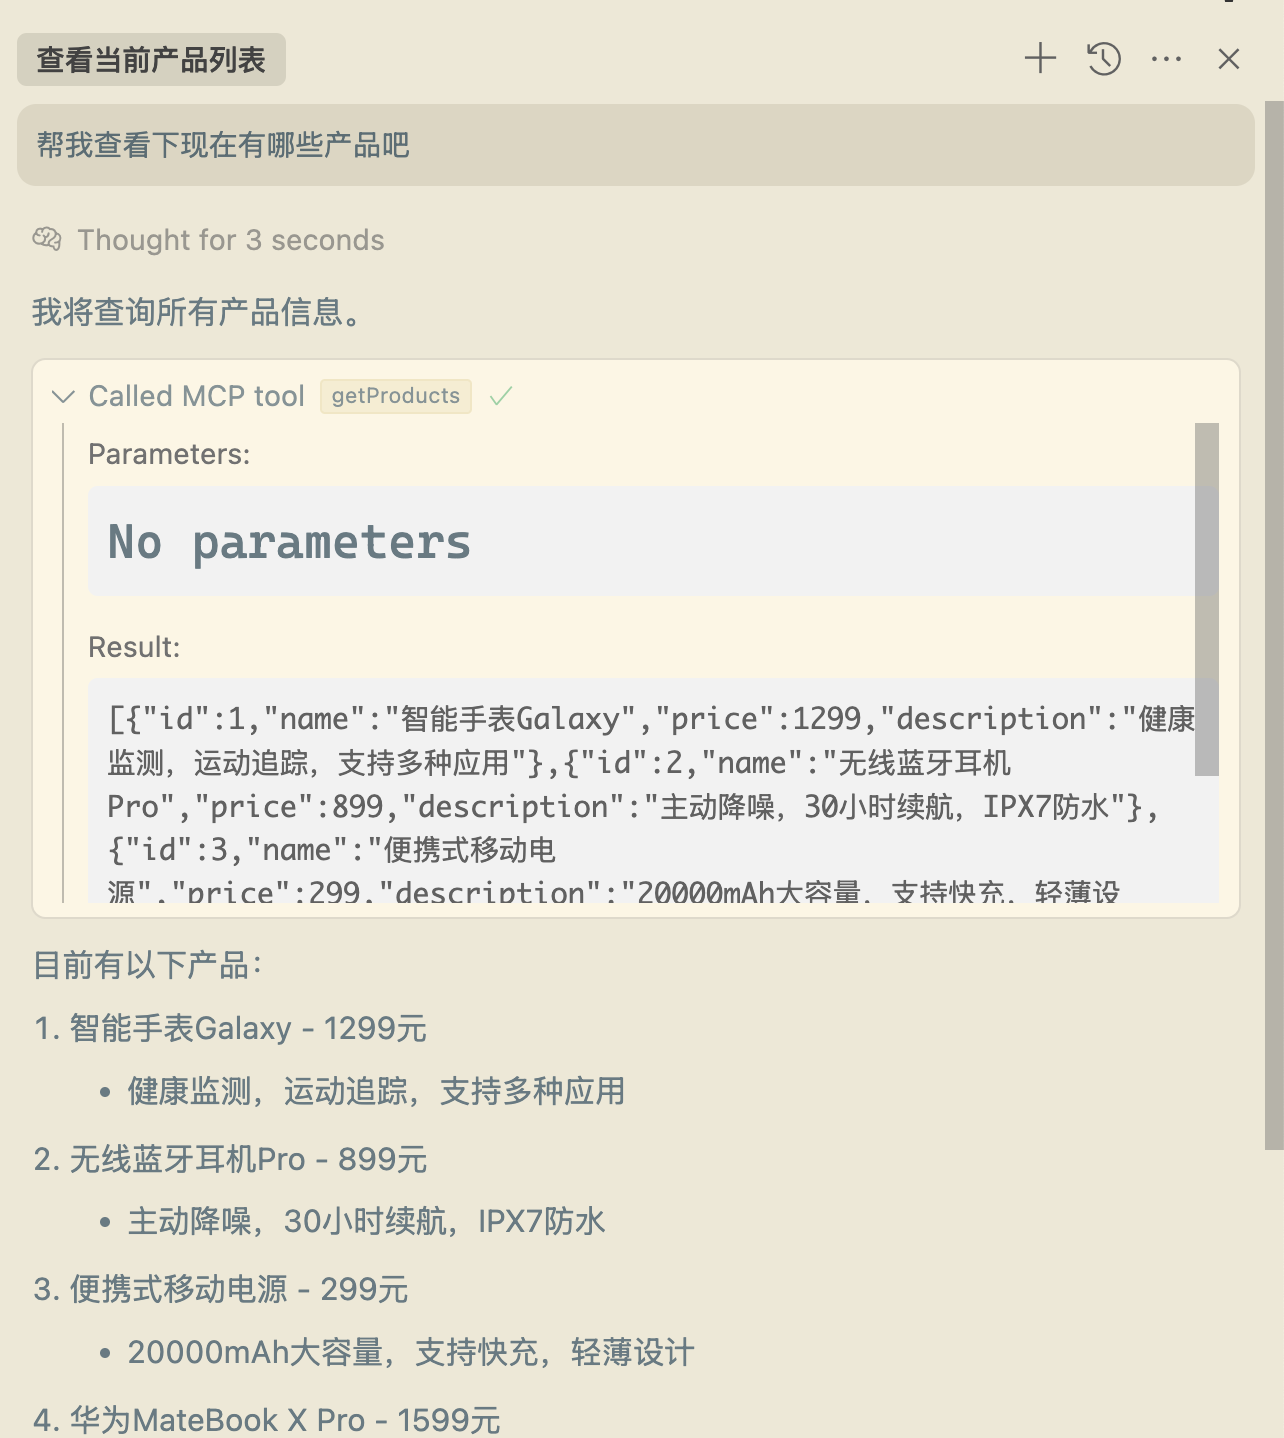 查看当前产品列表
帮我查看下现在有哪些产品吧
Thought for 3 seconds
我将查询所有产品信息。
Called MCP tool getProducts
Parameters:
No parameters
Result:
[{"id":1,"name":"智能手表Galaxy","price":1299,"description":"健康
监测，运动追踪，支持多种应用"},{"id":2,"name":"无线蓝牙耳机
Pro","price":899,"description":"主动降噪，30小时续航，IPX7防水"},
{"id":3,"name":"便携式移动电
源","price":299,"description":"20000mAh大容量，支持快充，轻薄设
目前有以下产品：
1. 智能手表Galaxy - 1299元
• 健康监测，运动追踪，支持多种应用
2. 无线蓝牙耳机Pro - 899元
• 主动降噪，30小时续航，IPX7防水
3. 便携式移动电源 - 299元
• 20000mAh大容量，支持快充，轻薄设计
4. 华为MateBook X Pro - 1599元